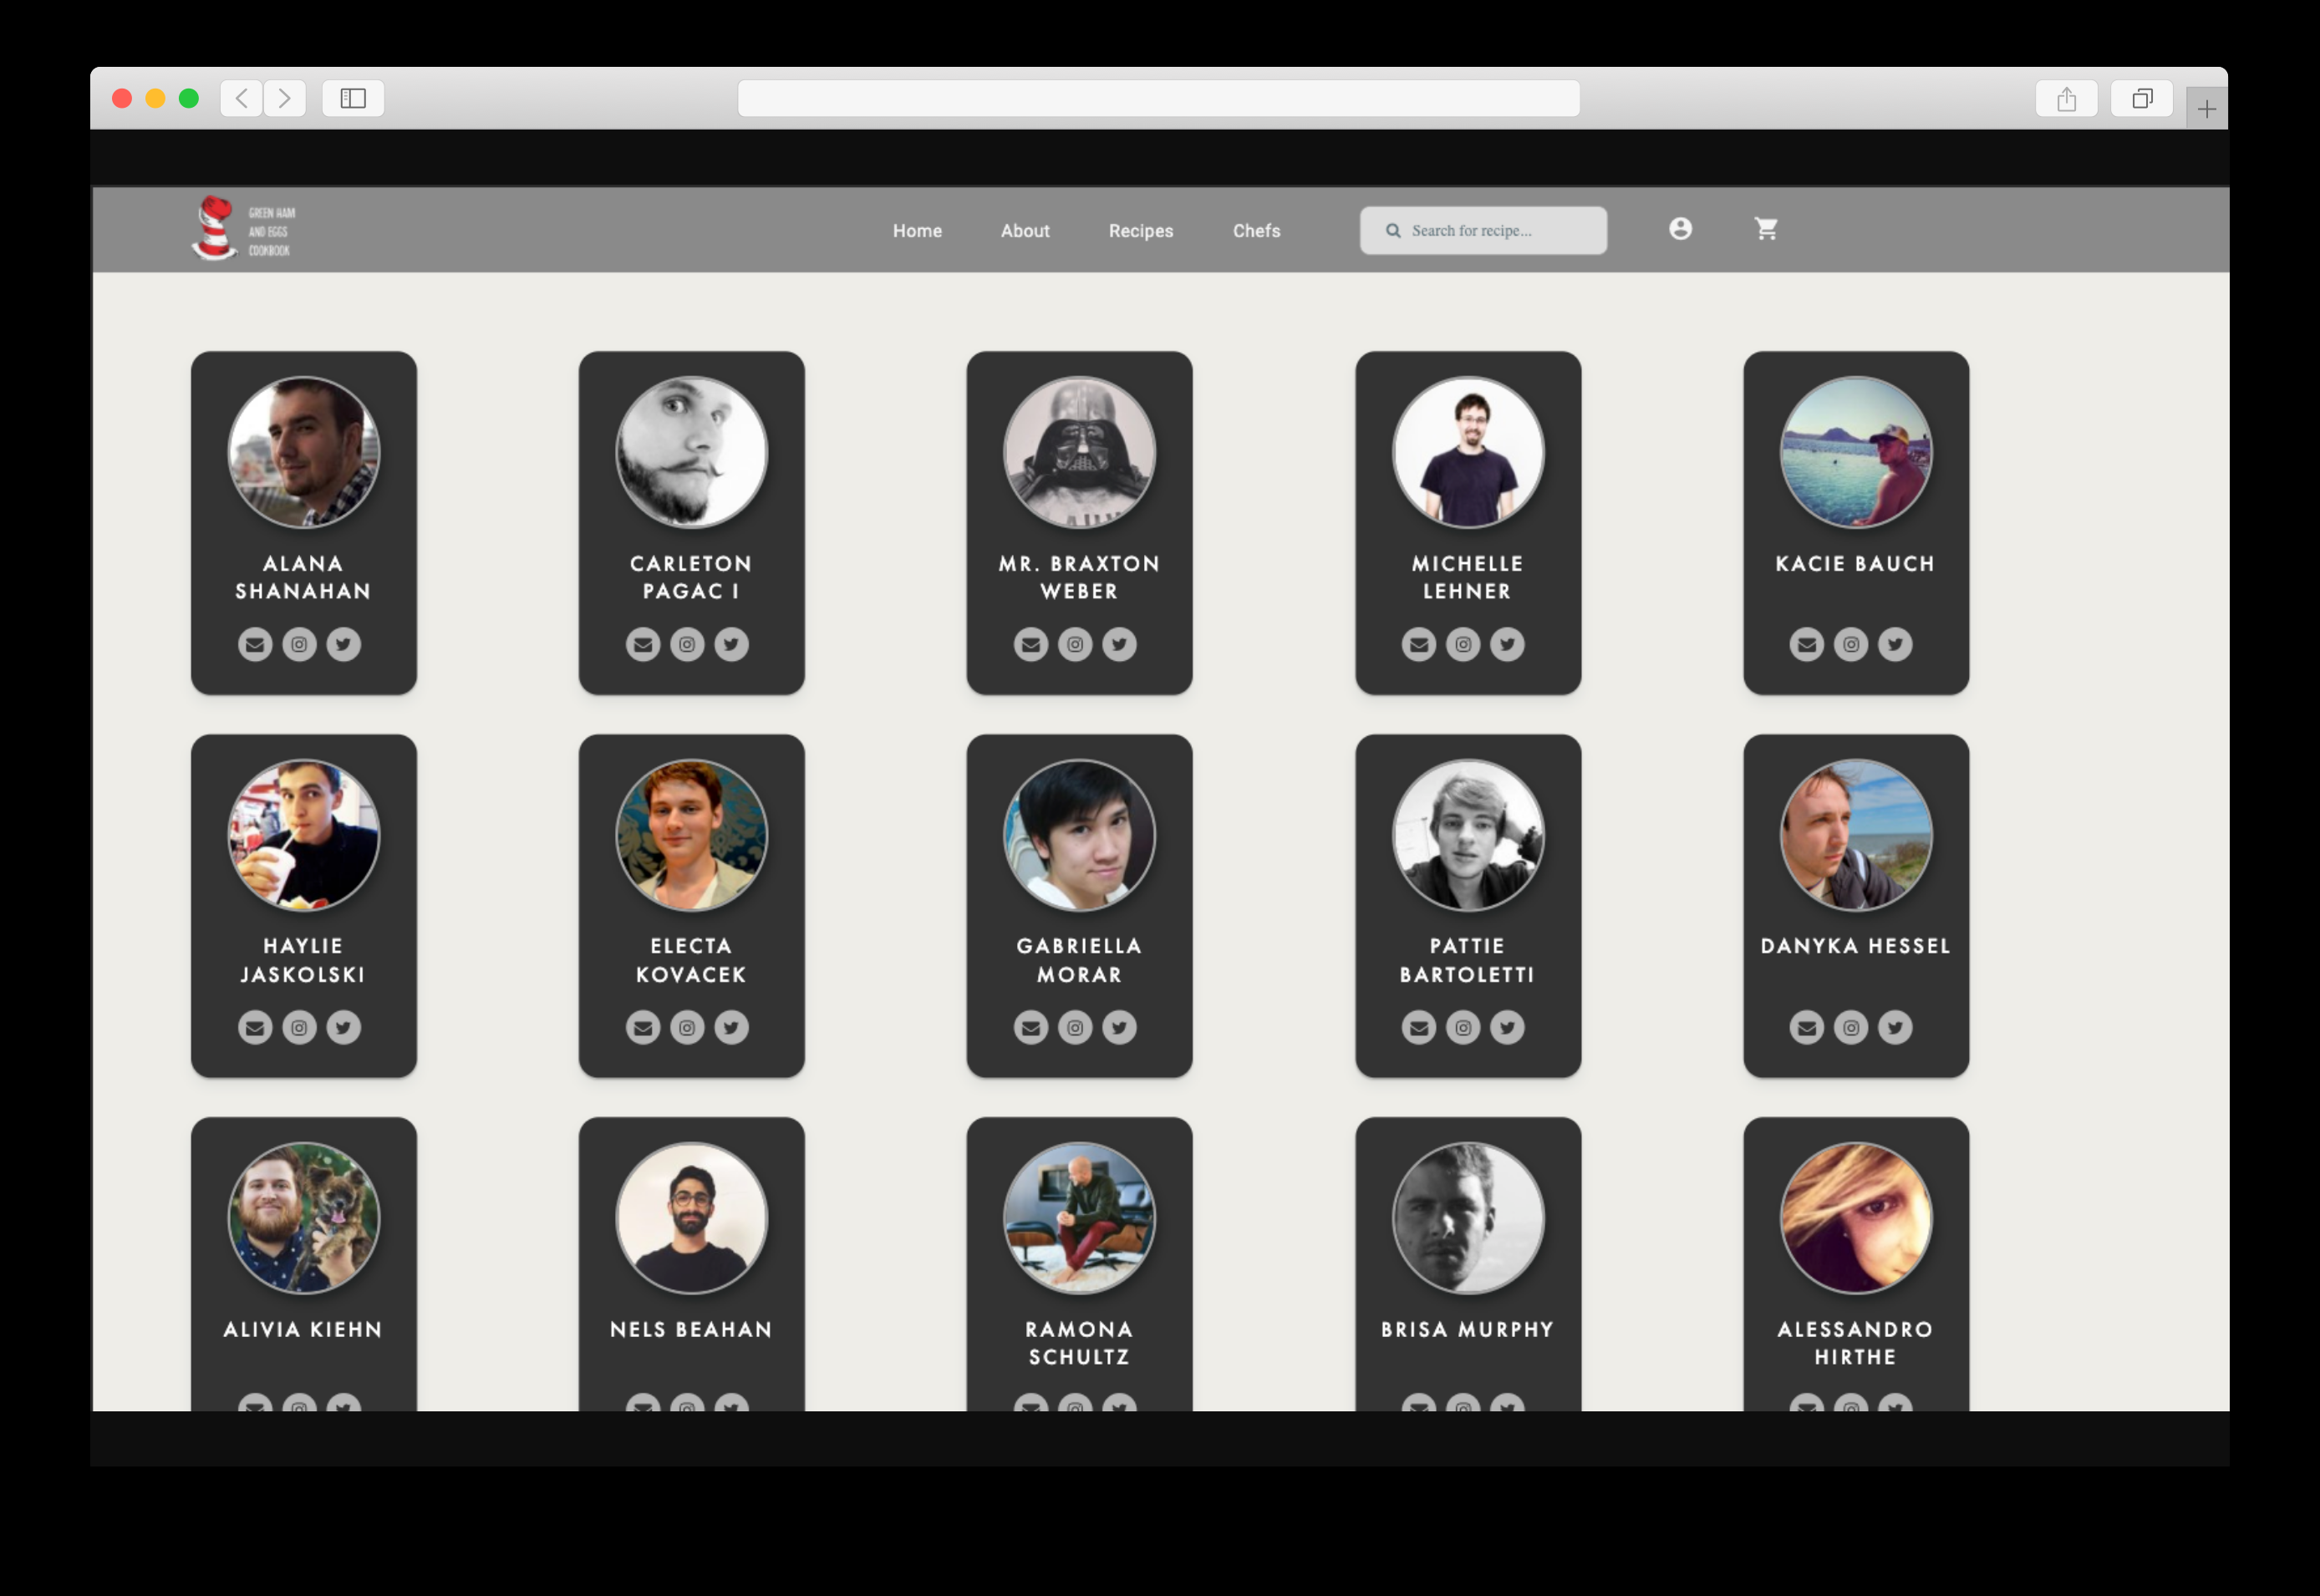 GREEN HAM
AND EGGS
COOKBOOK
Home About Recipes Chefs Search for recipe...
ALANA
SHANAHAN
CARLETON
PAGAC I
MR. BRAXTON
WEBER
MICHELLE
LEHNER
KACIE BAUCH
HAYLIE
JASKOLSKI
ELECTA
KOVACEK
GABRIELLA
MORAR
PATTIE
BARTOLETTI
DANYKA HESSEL
ALIVIA KIEHN
NELS BEAHAN
RAMONA
SCHULTZ
BRISA MURPHY
ALESSANDRO
HIRTHE